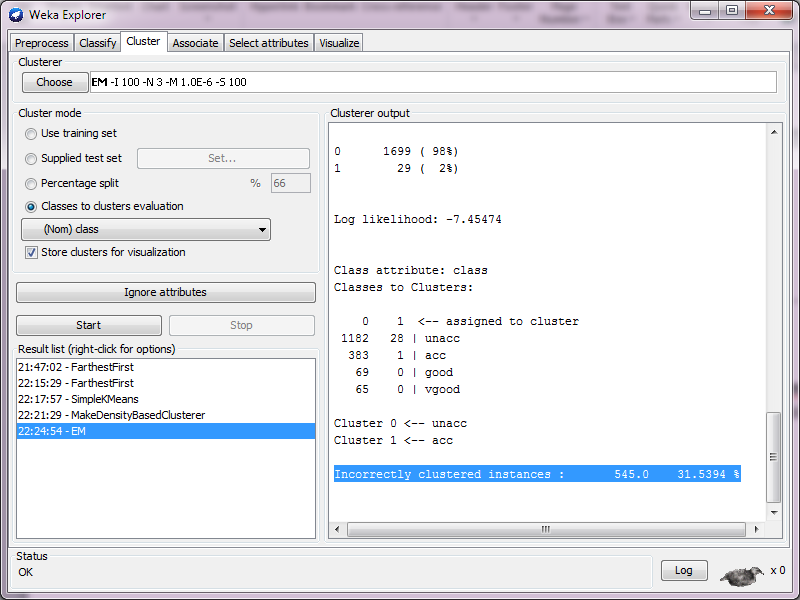 Weka Explorer
Preprocess Classify Cluster Associate Select attributes Visualize
Clusterer
Choose EM -I 100 -N 3 -M 1.0E-6 -S 100
Cluster mode
Use training set
Supplied test set Set...
Percentage split % 66
Classes to clusters evaluation
(Nom) class
Store clusters for visualization
Ignore attributes
Start Stop
Result list (right-click for options)
21:47:02 - FarthestFirst
22:15:29 - FarthestFirst
22:17:57 - SimpleKMeans
22:21:29 - MakeDensityBasedClusterer
22:24:54 - EM
Clusterer output
0 1699 ( 98%)
1 29 ( 2%)
Log likelihood: -7.45474
Class attribute: class
Classes to Clusters:
0 1 <-- assigned to cluster
1182 28 | unacc
383 1 | acc
69 0 | good
65 0 | vgood
Cluster 0 <-- unacc
Cluster 1 <-- acc
Incorrectly clustered instances : 545.0 31.5394 %
Status
OK
Log x 0